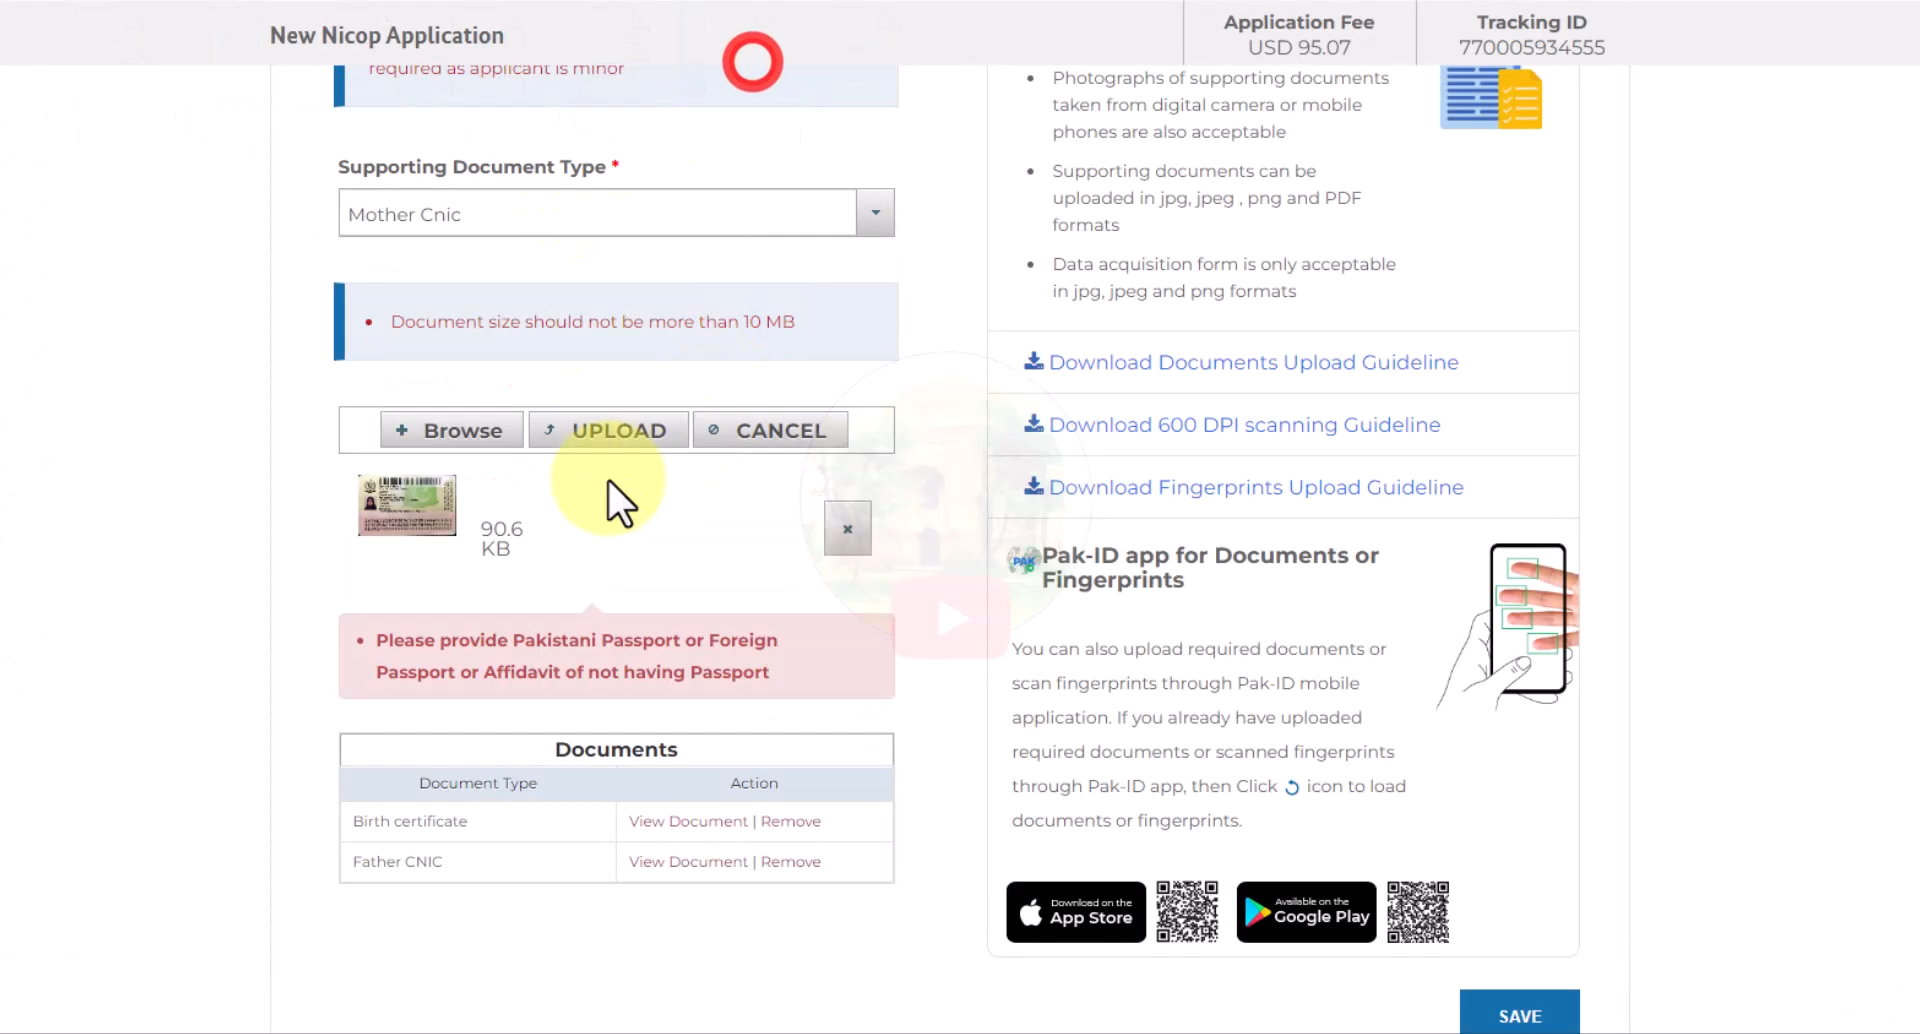 New Nicop Application
Application Fee
USD 95.07
Tracking ID
770005934555
required as applicant is minor
Supporting Document Type *
Mother Cnic
• Document size should not be more than 10 MB
Browse
UPLOAD
CANCEL
90.6
KB
• Please provide Pakistani Passport or Foreign
Passport or Affidavit of not having Passport
Documents
Document Type
Action
Birth certificate
View Document | Remove
Father CNIC
View Document | Remove
• Photographs of supporting documents
taken from digital camera or mobile
phones are also acceptable
• Supporting documents can be
uploaded in jpg, jpeg , png and PDF
formats
• Data acquisition form is only acceptable
in jpg, jpeg and png formats
Download Documents Upload Guideline
Download 600 DPI scanning Guideline
Download Fingerprints Upload Guideline
PAK
Pak-ID app for Documents or
Fingerprints
You can also upload required documents or
scan fingerprints through Pak-ID mobile
application. If you already have uploaded
required documents or scanned fingerprints
through Pak-ID app, then Click icon to load
documents or fingerprints.
Download on the
App Store
Available on the
Google Play
SAVE